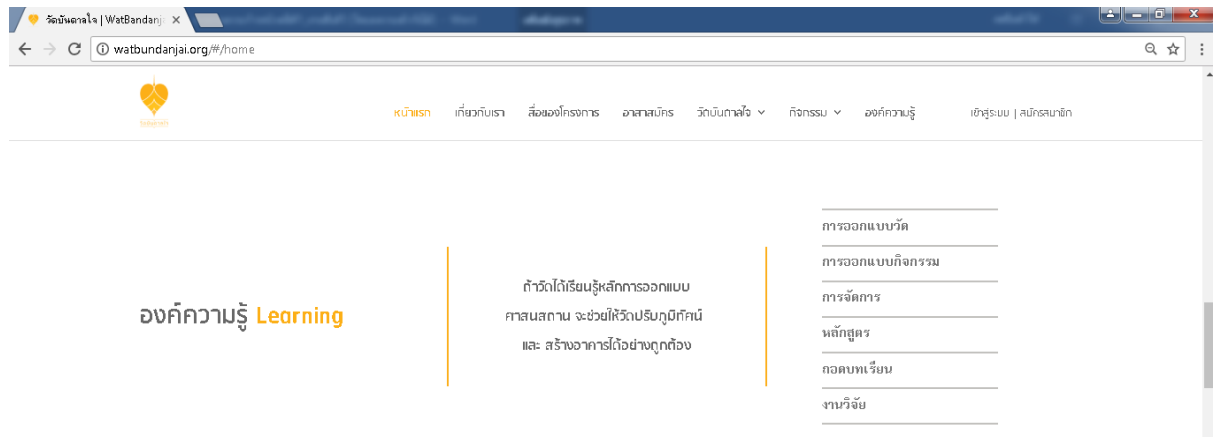 วัดบันดาลใจ | WatBandanj
watbundanjai.org/#/home
หน้าแรก เกี่ยวกับเรา สื่อของโครงการ อาสาสมัคร วัดบันดาลใจ กิจกรรม องค์ความรู้ เข้าสู่ระบบ | สมัครสมาชิก
องค์ความรู้ Learning
ถ้าวัดได้เรียนรู้หลักการออกแบบ
ศาสนสถาน จะช่วยให้วัดปรับภูมิทัศน์
และ สร้างอาคารได้อย่างถูกต้อง
การออกแบบวัด
การออกแบบกิจกรรม
การจัดการ
หลักสูตร
ถอดบทเรียน
งานวิจัย